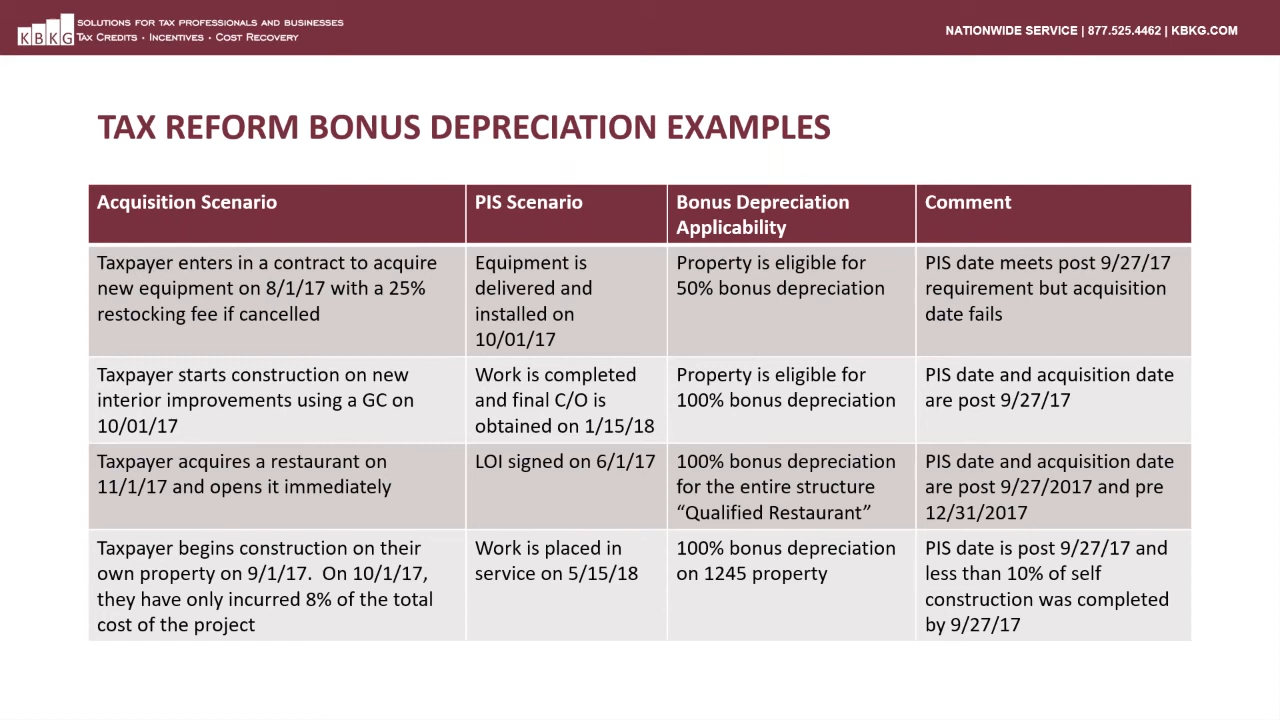 KBKG
SOLUTIONS FOR TAX PROFESSIONALS AND BUSINESSES
TAX CREDITS · INCENTIVES · COST RECOVERY
NATIONWIDE SERVICE | 877.525.4462 | KBKG.COM
TAX REFORM BONUS DEPRECIATION EXAMPLES
Acquisition Scenario
PIS Scenario
Bonus Depreciation
Applicability
Comment
Taxpayer enters in a contract to acquire
new equipment on 8/1/17 with a 25%
restocking fee if cancelled
Equipment is
delivered and
installed on
10/01/17
Property is eligible for
50% bonus depreciation
PIS date meets post 9/27/17
requirement but acquisition
date fails
Taxpayer starts construction on new
interior improvements using a GC on
10/01/17
Work is completed
and final C/O is
obtained on 1/15/18
Property is eligible for
100% bonus depreciation
PIS date and acquisition date
are post 9/27/17
Taxpayer acquires a restaurant on
11/1/17 and opens it immediately
LOI signed on 6/1/17
100% bonus depreciation
for the entire structure
“Qualified Restaurant”
PIS date and acquisition date
are post 9/27/2017 and pre
12/31/2017
Taxpayer begins construction on their
own property on 9/1/17.  On 10/1/17,
they have only incurred 8% of the total
cost of the project
Work is placed in
service on 5/15/18
100% bonus depreciation
on 1245 property
PIS date is post 9/27/17 and
less than 10% of self
construction was completed
by 9/27/17